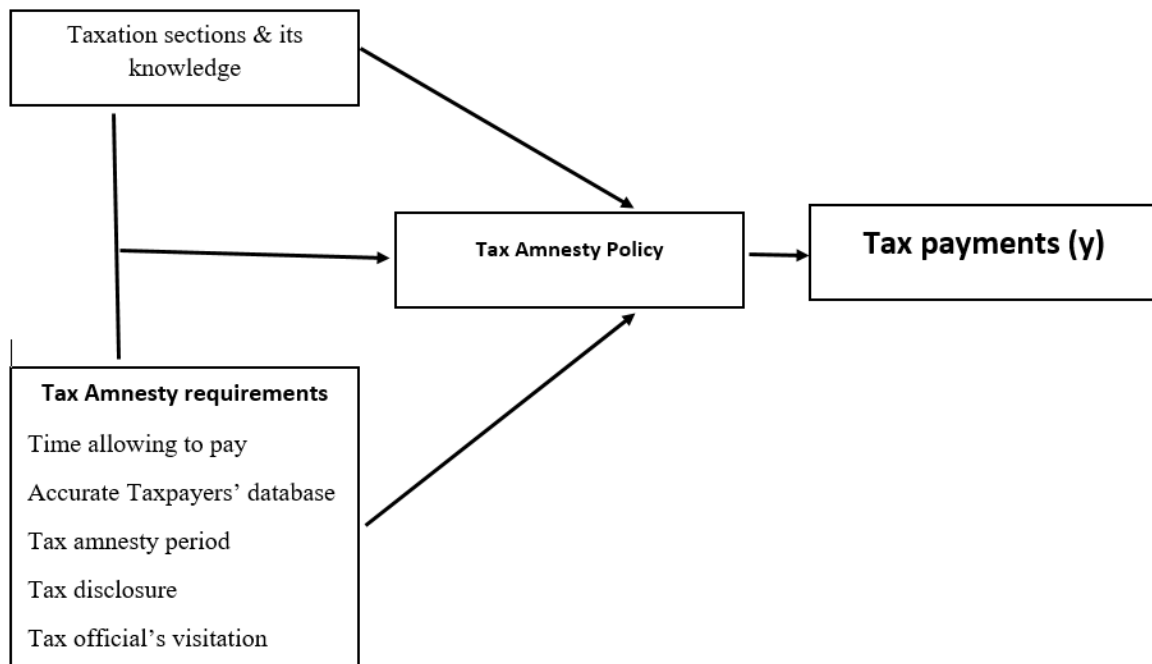 Taxation sections & its
knowledge
Tax Amnesty Policy
Tax payments (y)
Tax Amnesty requirements
Time allowing to pay
Accurate Taxpayers’ database
Tax amnesty period
Tax disclosure
Tax official’s visitation